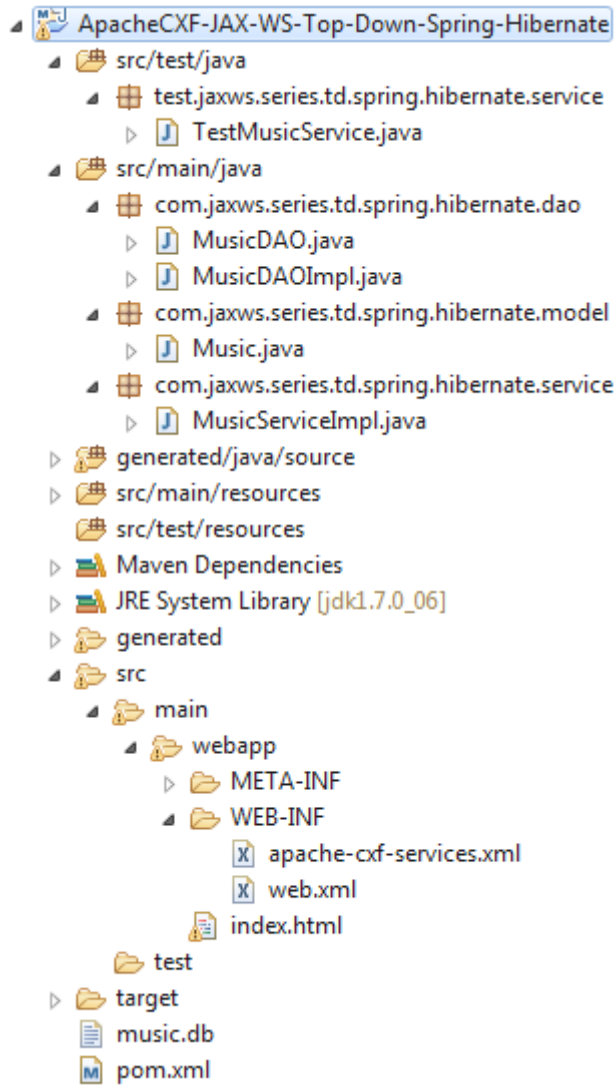 ApacheCXF-JAX-WS-Top-Down-Spring-Hibernate
src/test/java
test.jaxws.series.td.spring.hibernate.service
TestMusicService.java
src/main/java
com.jaxws.series.td.spring.hibernate.dao
MusicDAO.java
MusicDAOImpl.java
com.jaxws.series.td.spring.hibernate.model
Music.java
com.jaxws.series.td.spring.hibernate.service
MusicServiceImpl.java
generated/java/source
src/main/resources
src/test/resources
Maven Dependencies
JRE System Library [jdk1.7.0_06]
generated
src
main
webapp
META-INF
WEB-INF
apache-cxf-services.xml
web.xml
index.html
test
target
music.db
pom.xml